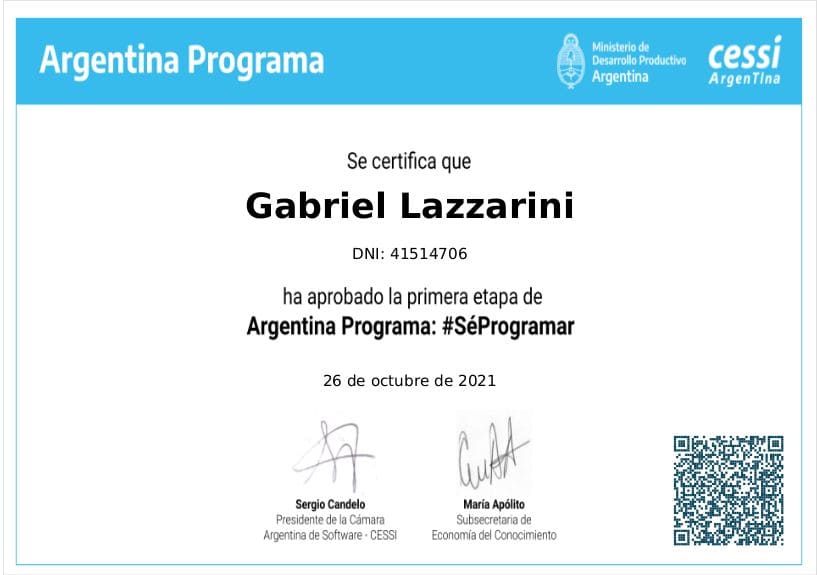 Argentina Programa
Ministerio de
Desarrollo Productivo
Argentina
cessi
ArgenTIna
Se certifica que
Gabriel Lazzarini
DNI: 41514706
ha aprobado la primera etapa de
Argentina Programa: #SéProgramar
26 de octubre de 2021
Sergio Candelo
Presidente de la Cámara
Argentina de Software - CESSI
María Apólito
Subsecretaria de
Economía del Conocimiento